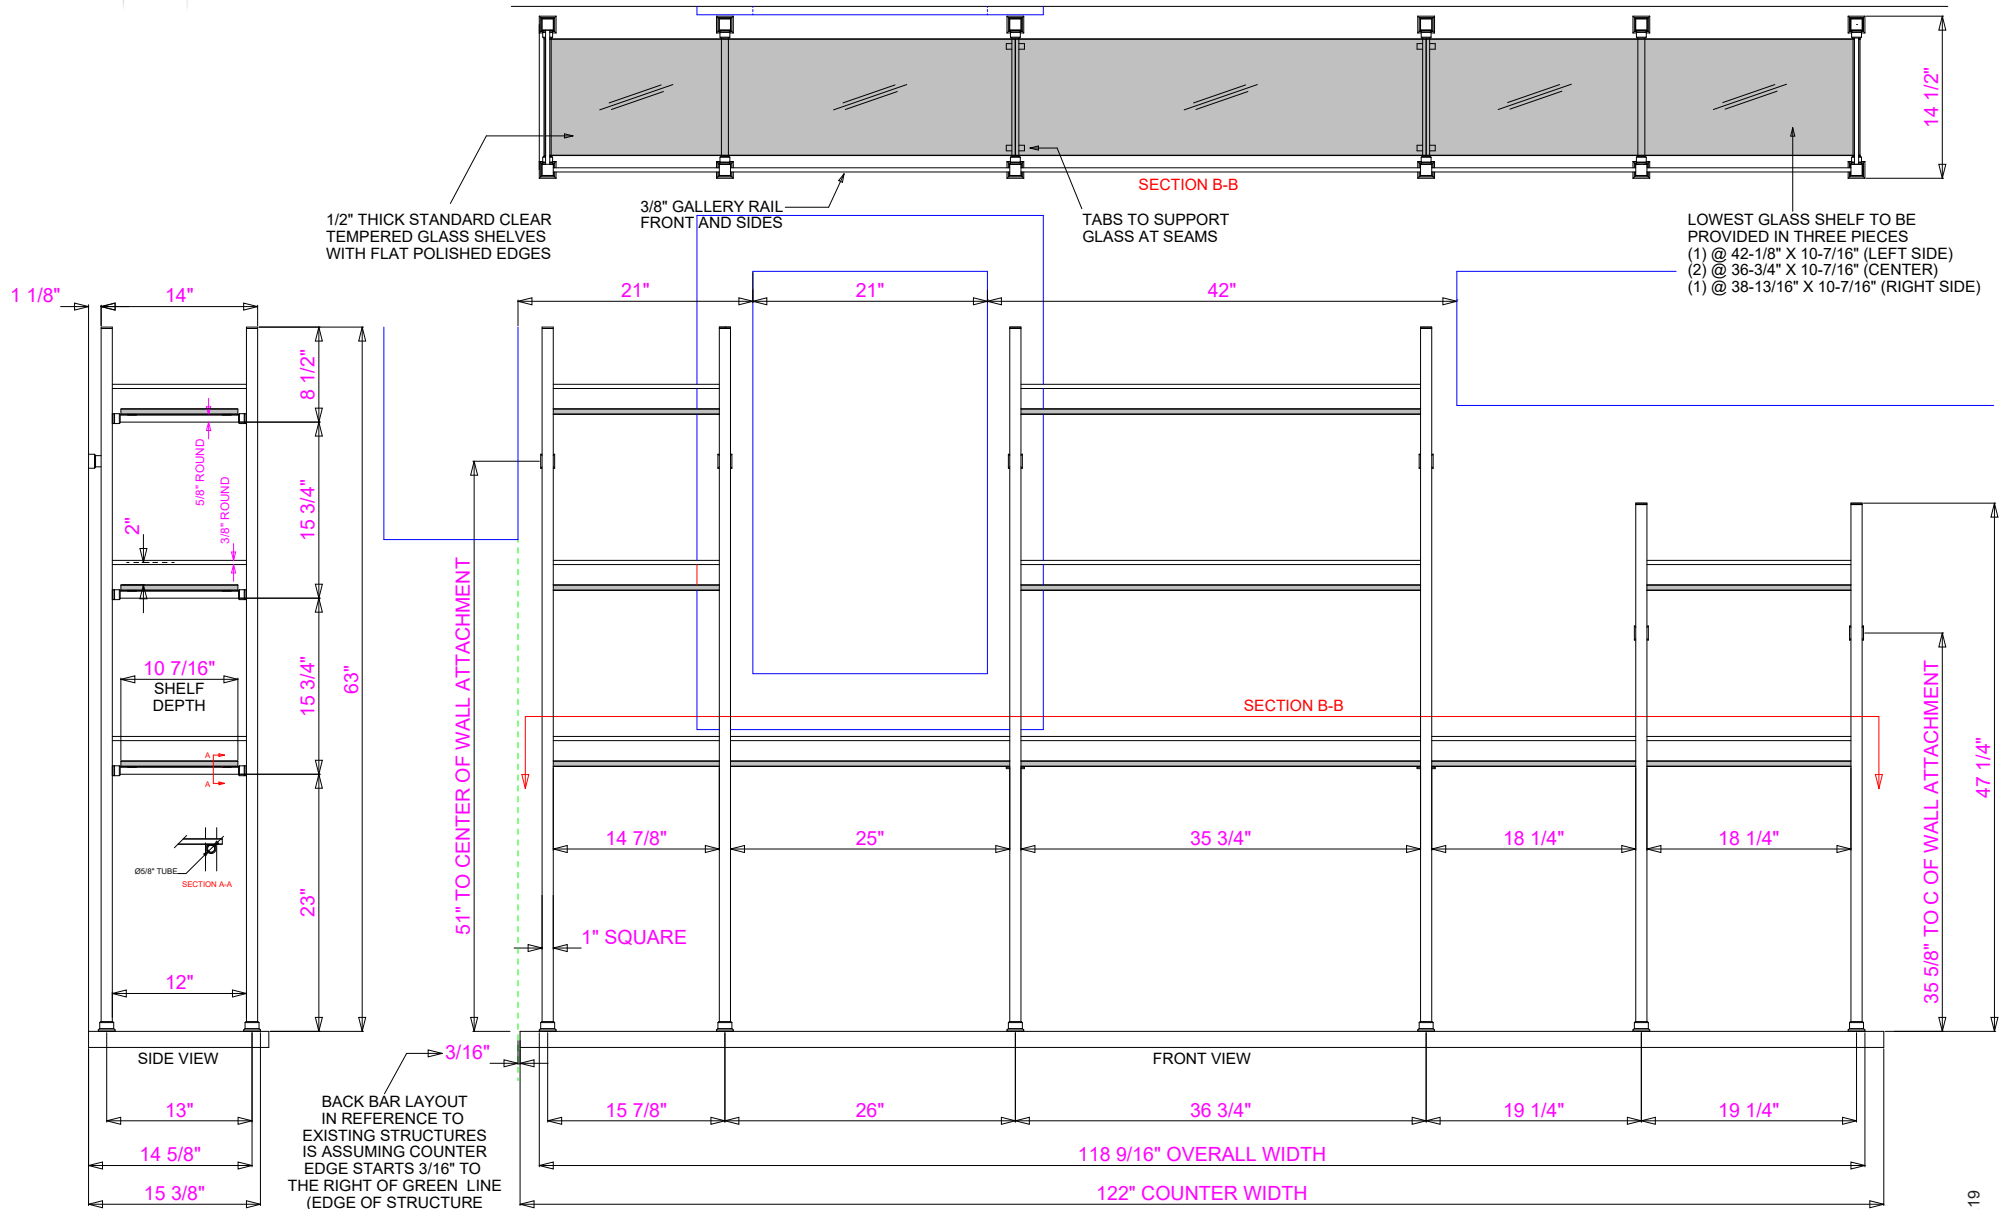 14 1/2"
SECTION B-B
1/2" THICK STANDARD CLEAR
TEMPERED GLASS SHELVES
WITH FLAT POLISHED EDGES
3/8" GALLERY RAIL
FRONT AND SIDES
TABS TO SUPPORT
GLASS AT SEAMS
LOWEST GLASS SHELF TO BE
PROVIDED IN THREE PIECES
(1) @ 42-1/8" X 10-7/16" (LEFT SIDE)
(2) @ 36-3/4" X 10-7/16" (CENTER)
(1) @ 38-13/16" X 10-7/16" (RIGHT SIDE)
1 1/8"
14"
21"
21"
42"
8 1/2"
5/8" ROUND
3/8" ROUND
15 3/4"
2"
15 3/4"
63"
10 7/16"
SHELF
DEPTH
A
A
Ø5/8" TUBE
SECTION A-A
23"
12"
51" TO CENTER OF WALL ATTACHMENT
SECTION B-B
35 5/8" TO C OF WALL ATTACHMENT
47 1/4"
14 7/8"
25"
35 3/4"
18 1/4"
18 1/4"
1" SQUARE
SIDE VIEW
3/16"
FRONT VIEW
BACK BAR LAYOUT
IN REFERENCE TO
EXISTING STRUCTURES
IS ASSUMING COUNTER
EDGE STARTS 3/16" TO
THE RIGHT OF GREEN LINE
(EDGE OF STRUCTURE
13"
14 5/8"
15 3/8"
15 7/8"
26"
36 3/4"
19 1/4"
19 1/4"
118 9/16" OVERALL WIDTH
122" COUNTER WIDTH
19